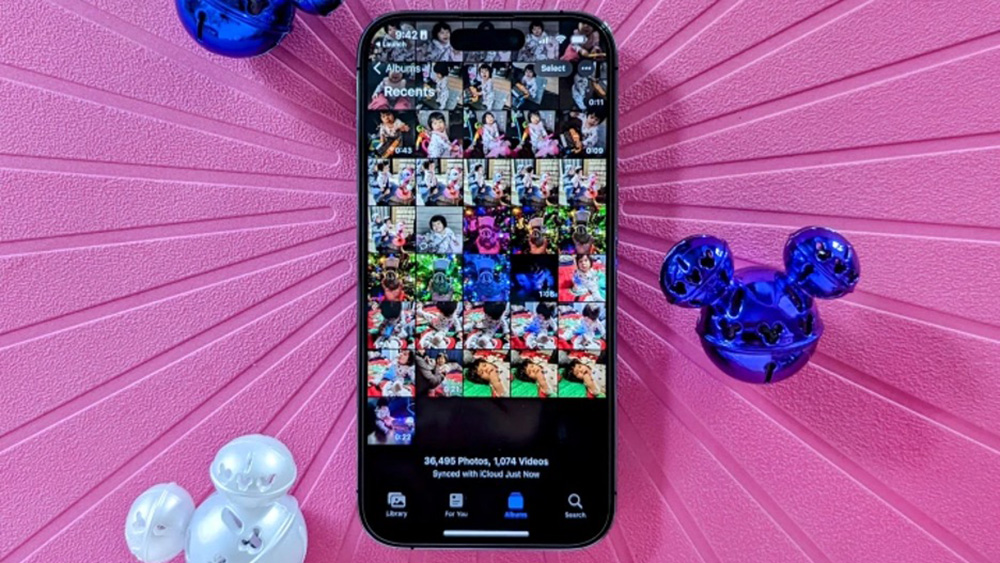 9:42
Launch
Albums
Select
Recents
0:11
0:43
0:09
1:08
0:22
36,495 Photos, 1,074 Videos
Synced with iCloud Just Now
Library
For You
Albums
Search